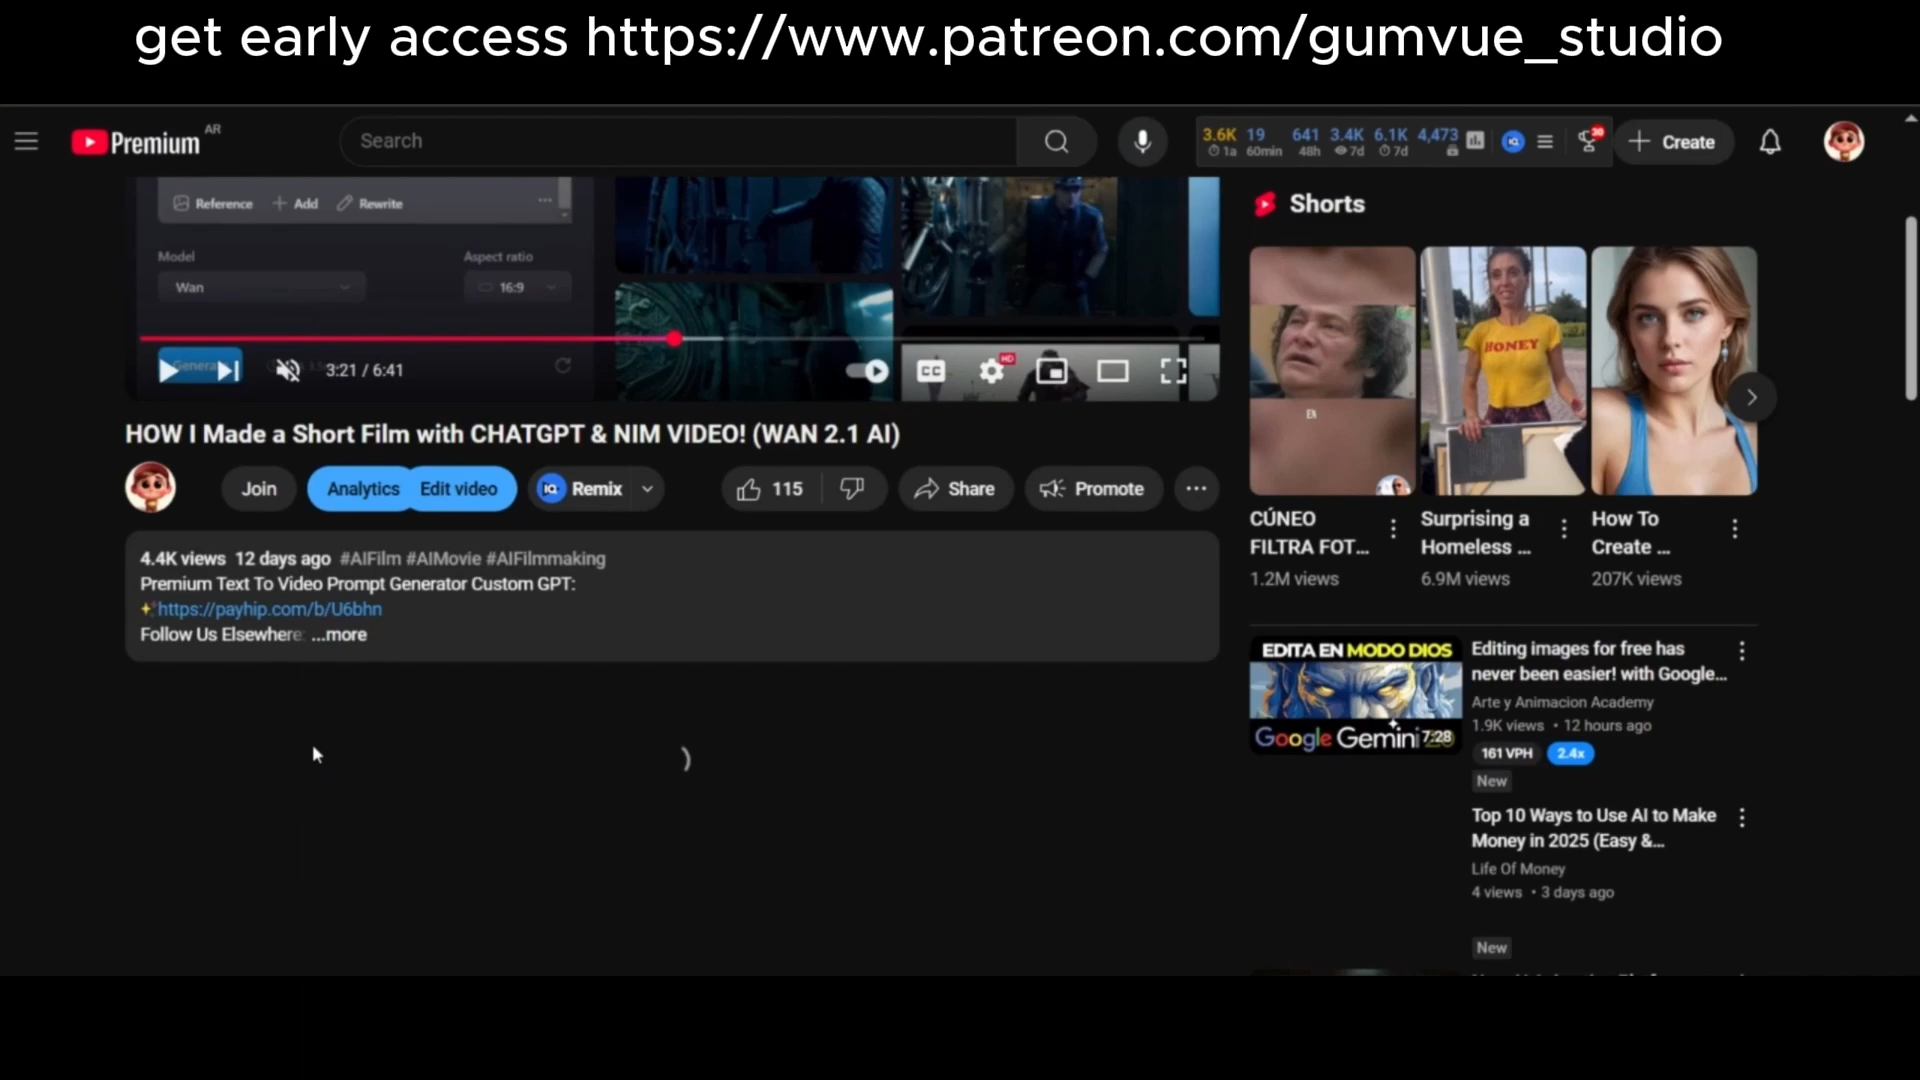 get early access https://www.patreon.com/gumvue_studio
Premium AR
Search
3.6K 19 641 3.4K 6.1K 4,473
1a 60min 48h 7d 7d
30
Create
Reference Add Rewrite
Model Aspect ratio
Wan 16:9
3:21 / 6:41
CC HD
HOW I Made a Short Film with CHATGPT & NIM VIDEO! (WAN 2.1 AI)
Join Analytics Edit video Remix 115 Share Promote
4.4K views 12 days ago #AIFilm #AIMovie #AIFilmmaking
Premium Text To Video Prompt Generator Custom GPT:
✨https://payhip.com/b/U6bhn
Follow Us Elsewhere: ...more
Shorts
HONEY
CÚNEO
FILTRA FOT...
1.2M views
Surprising a
Homeless ...
6.9M views
How To
Create ...
207K views
EDITA EN MODO DIOS
Google Gemini
7:28
Editing images for free has
never been easier! with Google...
Arte y Animacion Academy
1.9K views • 12 hours ago
161 VPH 2.4x
New
Top 10 Ways to Use AI to Make
Money in 2025 (Easy &...
Life Of Money
4 views • 3 days ago
New